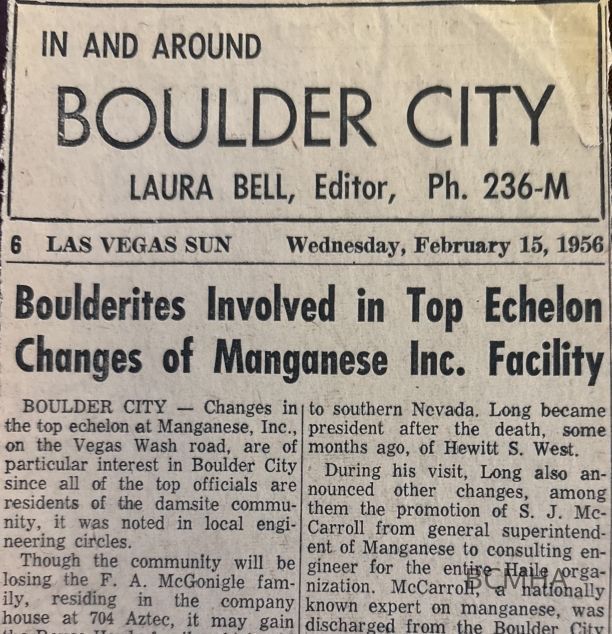 IN AND AROUND
BOULDER CITY
LAURA BELL, Editor, Ph. 236-M
6 LAS VEGAS SUN Wednesday, February 15, 1956
Boulderites Involved in Top Echelon
Changes of Manganese Inc. Facility
BOULDER CITY — Changes in
the top echelon at Manganese, Inc.,
on the Vegas Wash road, are of
particular interest in Boulder City
since all of the top officials are
residents of the damsite commu-
nity, it was noted in local engi-
neering circles.
Though the community will be
losing the F. A. McGonigle fam-
ily, residing in the company
house at 704 Aztec, it may gain
the
to southern Nevada. Long became
president after the death, some
months ago, of Hewitt S. West.
During his visit, Long also an-
nounced other changes, among
them the promotion of S. J. Mc-
Carroll from general superintend-
ent of Manganese to consulting en-
gineer for the entire Haile orga-
nization. McCarroll, a nationally
known expert on manganese, was
discharged from the Boulder City
BCMHA